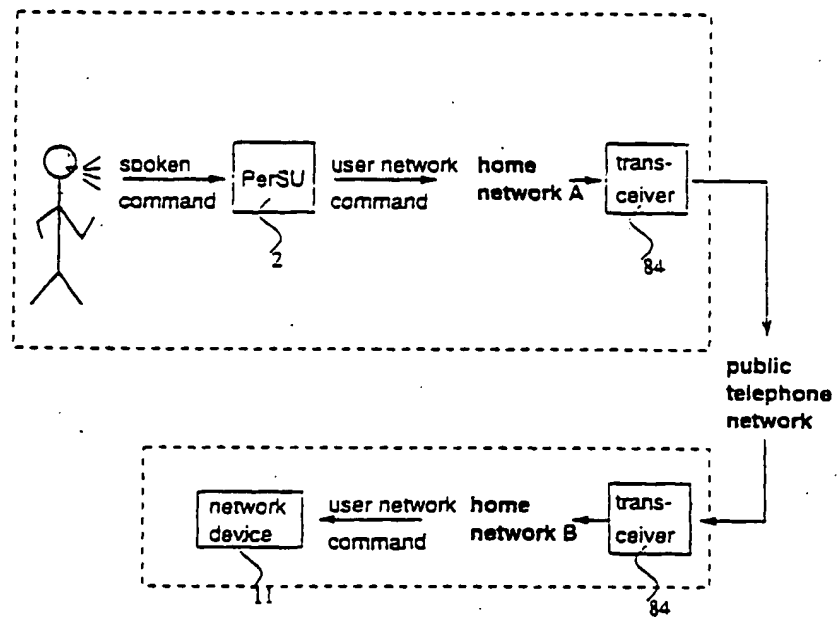 spoken
command
PerSU
2
user network
command
home
network A
trans-
ceiver
84
public
telephone
network
network
device
11
user network
command
home
network B
trans-
ceiver
84